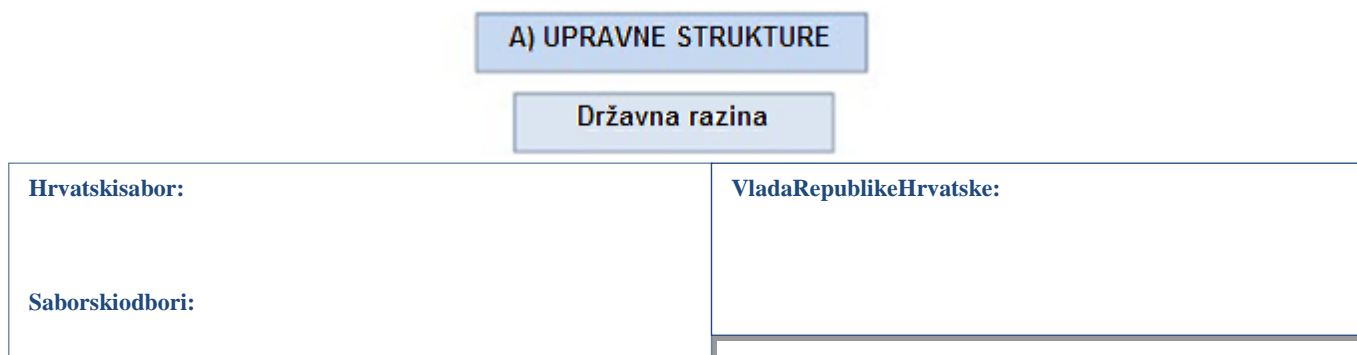 A) UPRAVNE STRUKTURE
Državna razina
Hrvatskisabor:
VladaRepublikeHrvatske:
Saborskiodbori: